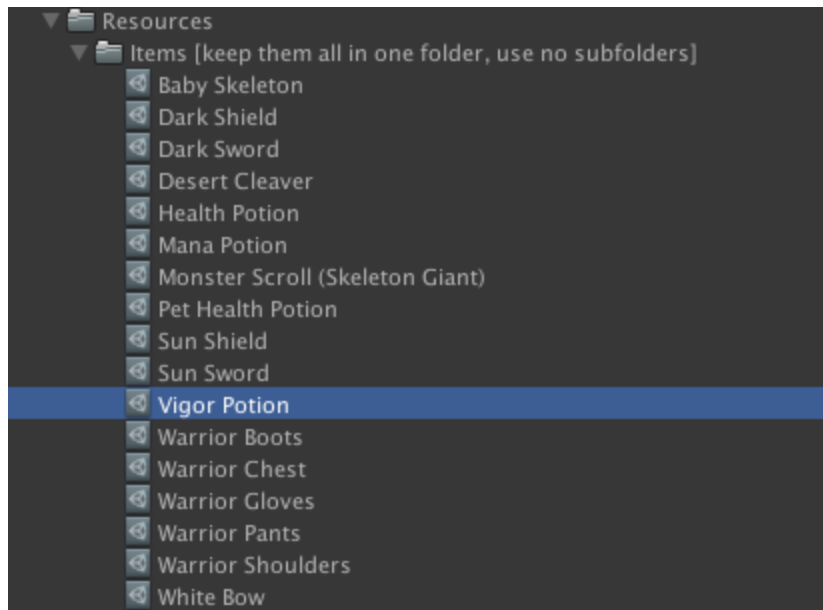 Resources
Items [keep them all in one folder, use no subfolders]
Baby Skeleton
Dark Shield
Dark Sword
Desert Cleaver
Health Potion
Mana Potion
Monster Scroll (Skeleton Giant)
Pet Health Potion
Sun Shield
Sun Sword
Vigor Potion
Warrior Boots
Warrior Chest
Warrior Gloves
Warrior Pants
Warrior Shoulders
White Bow